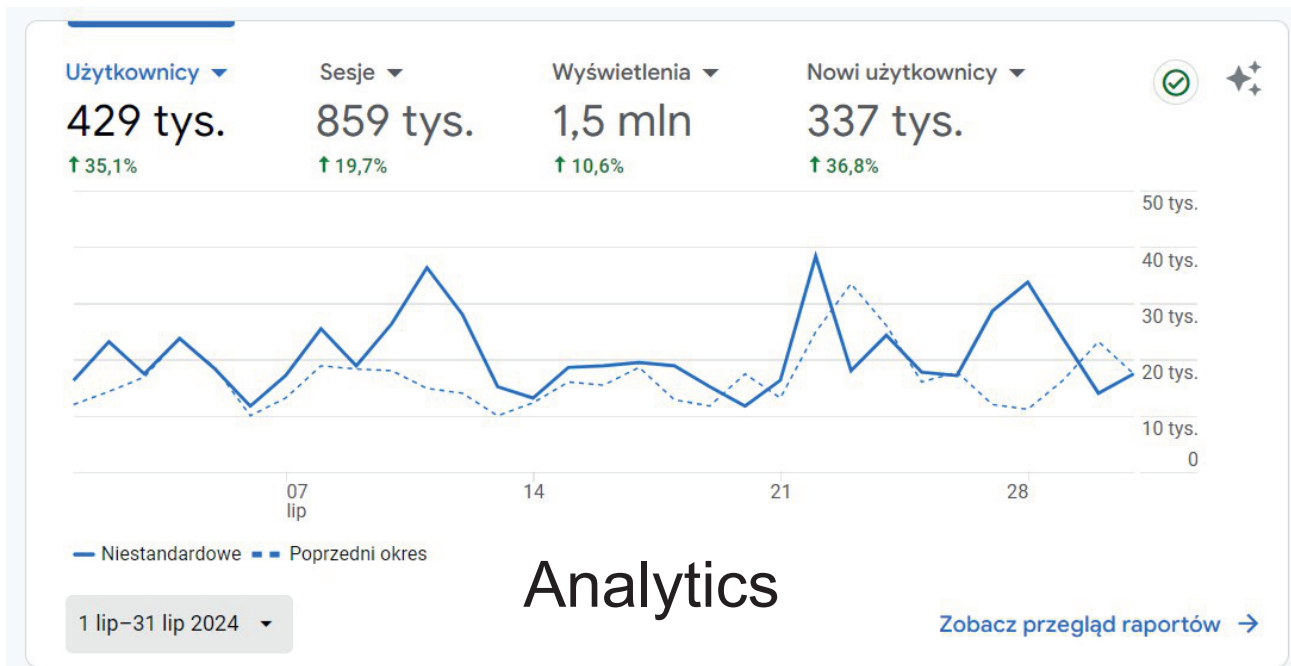 Użytkownicy Sesje Wyświetlenia Nowi użytkownicy
429 tys. 859 tys. 1,5 mln 337 tys.
35,1% 19,7% 10,6% 36,8%
50 tys.
40 tys.
30 tys.
20 tys.
10 tys.
0
07 14 21 28
lip
Niestandardowe Poprzedni okres
Analytics
1 lip–31 lip 2024 Zobacz przegląd raportów